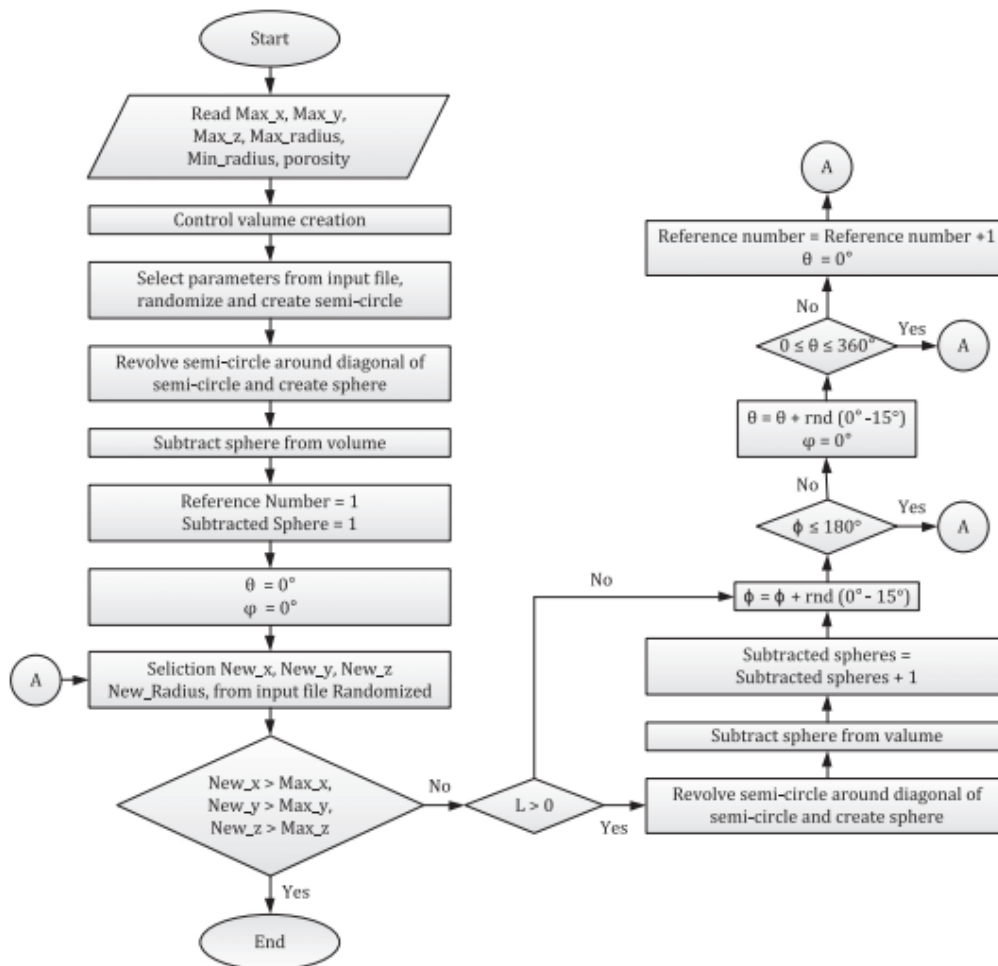 Start
Read Max_x, Max_y,
Max_z, Max_radius,
Min_radius, porosity
Control valume creation
Select parameters from input file,
randomize and create semi-circle
Revolve semi-circle around diagonal of
semi-circle and create sphere
Subtract sphere from valume
Reference Number = 1
Subtracted Sphere = 1
θ = 0°
φ = 0°
A
Seliction New_x, New_y, New_z
New_Radius, from input file Randomized
New_x > Max_x,
New_y > Max_y,
New_z > Max_z
Yes
End
No
L > 0
No
Yes
Revolve semi-circle around diagonal of
semi-circle and create sphere
Subtract sphere from valume
Subtracted spheres =
Subtracted spheres + 1
ϕ = ϕ + rnd (0° - 15°)
ϕ ≤ 180°
Yes
A
No
θ = θ + rnd (0° -15°)
φ = 0°
0 ≤ θ ≤ 360°
Yes
A
No
Reference number = Reference number +1
θ = 0°
A